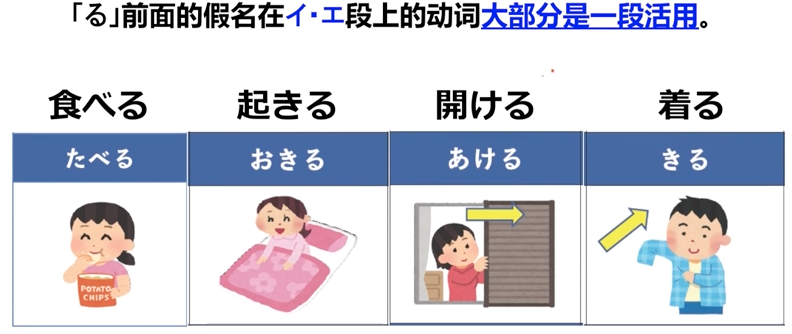 「る」前面的假名在イ・エ段上的动词大部分是一段活用。
食べる 起きる 開ける 着る
たべる おきる あける きる
POTATO
CHIPS